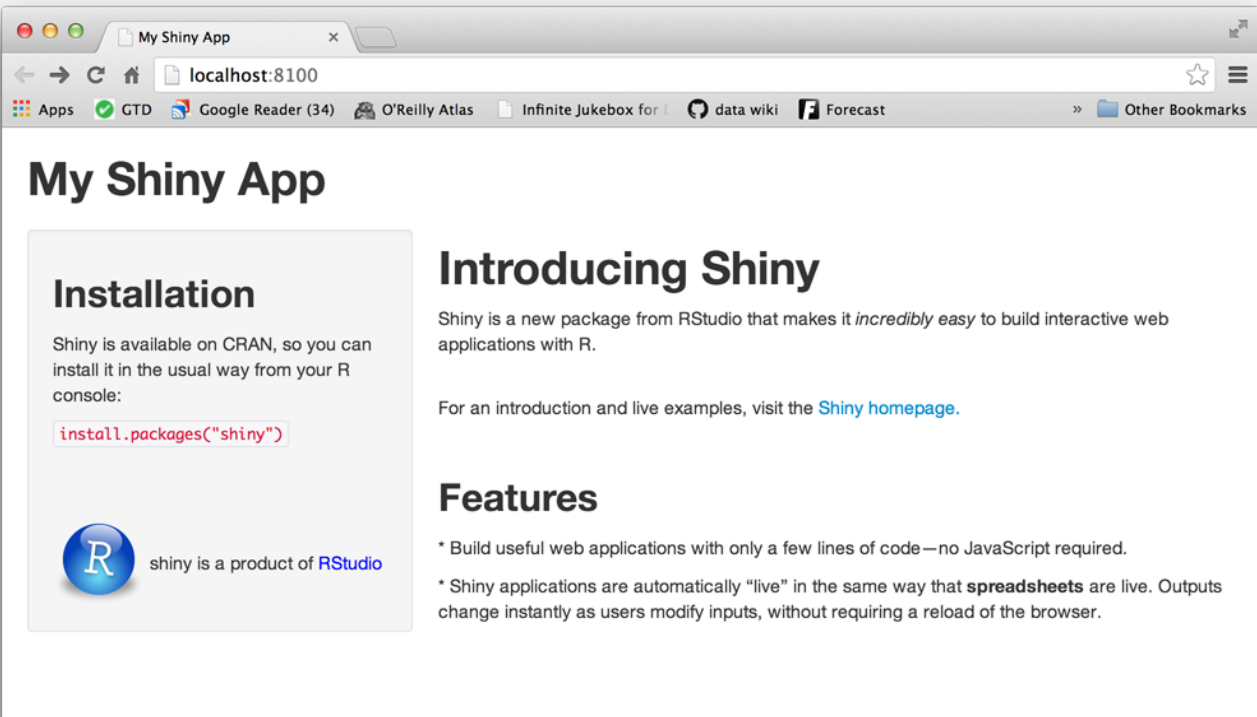 My Shiny App
localhost:8100
Apps GTD Google Reader (34) O'Reilly Atlas Infinite Jukebox for data wiki Forecast » Other Bookmarks
My Shiny App
Installation
Shiny is available on CRAN, so you can
install it in the usual way from your R
console:
install.packages("shiny")
R
shiny is a product of RStudio
Introducing Shiny
Shiny is a new package from RStudio that makes it incredibly easy to build interactive web
applications with R.
For an introduction and live examples, visit the Shiny homepage.
Features
* Build useful web applications with only a few lines of code—no JavaScript required.
* Shiny applications are automatically “live” in the same way that spreadsheets are live. Outputs
change instantly as users modify inputs, without requiring a reload of the browser.